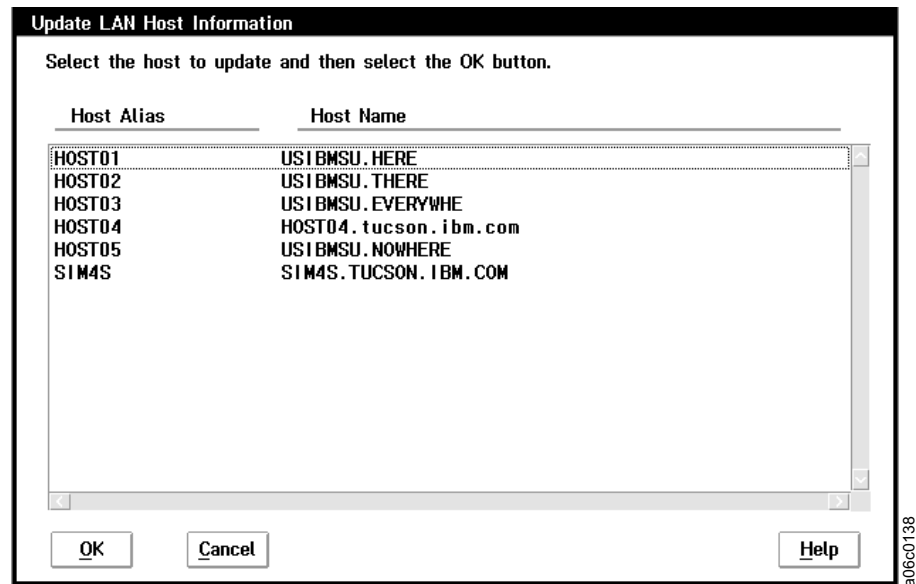 Update LAN Host Information
Select the host to update and then select the OK button.
Host Alias Host Name
HOST01 USIBMSU.HERE
HOST02 USIBMSU.THERE
HOST03 USIBMSU.EVERYWHE
HOST04 HOST04.tucson.ibm.com
HOST05 USIBMSU.NOWHERE
SIM4S SIM4S.TUCSON.IBM.COM
OK Cancel Help
a06c0138